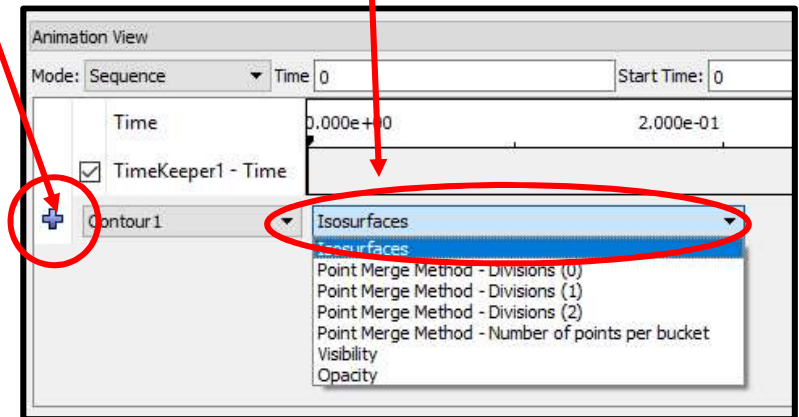 Animation View
Mode: Sequence Time 0 Start Time: 0
Time 0.000e+00 2.000e-01
TimeKeeper1 - Time
Contour1 Isosurfaces
Isosurfaces
Point Merge Method - Divisions (0)
Point Merge Method - Divisions (1)
Point Merge Method - Divisions (2)
Point Merge Method - Number of points per bucket
Visibility
Opacity